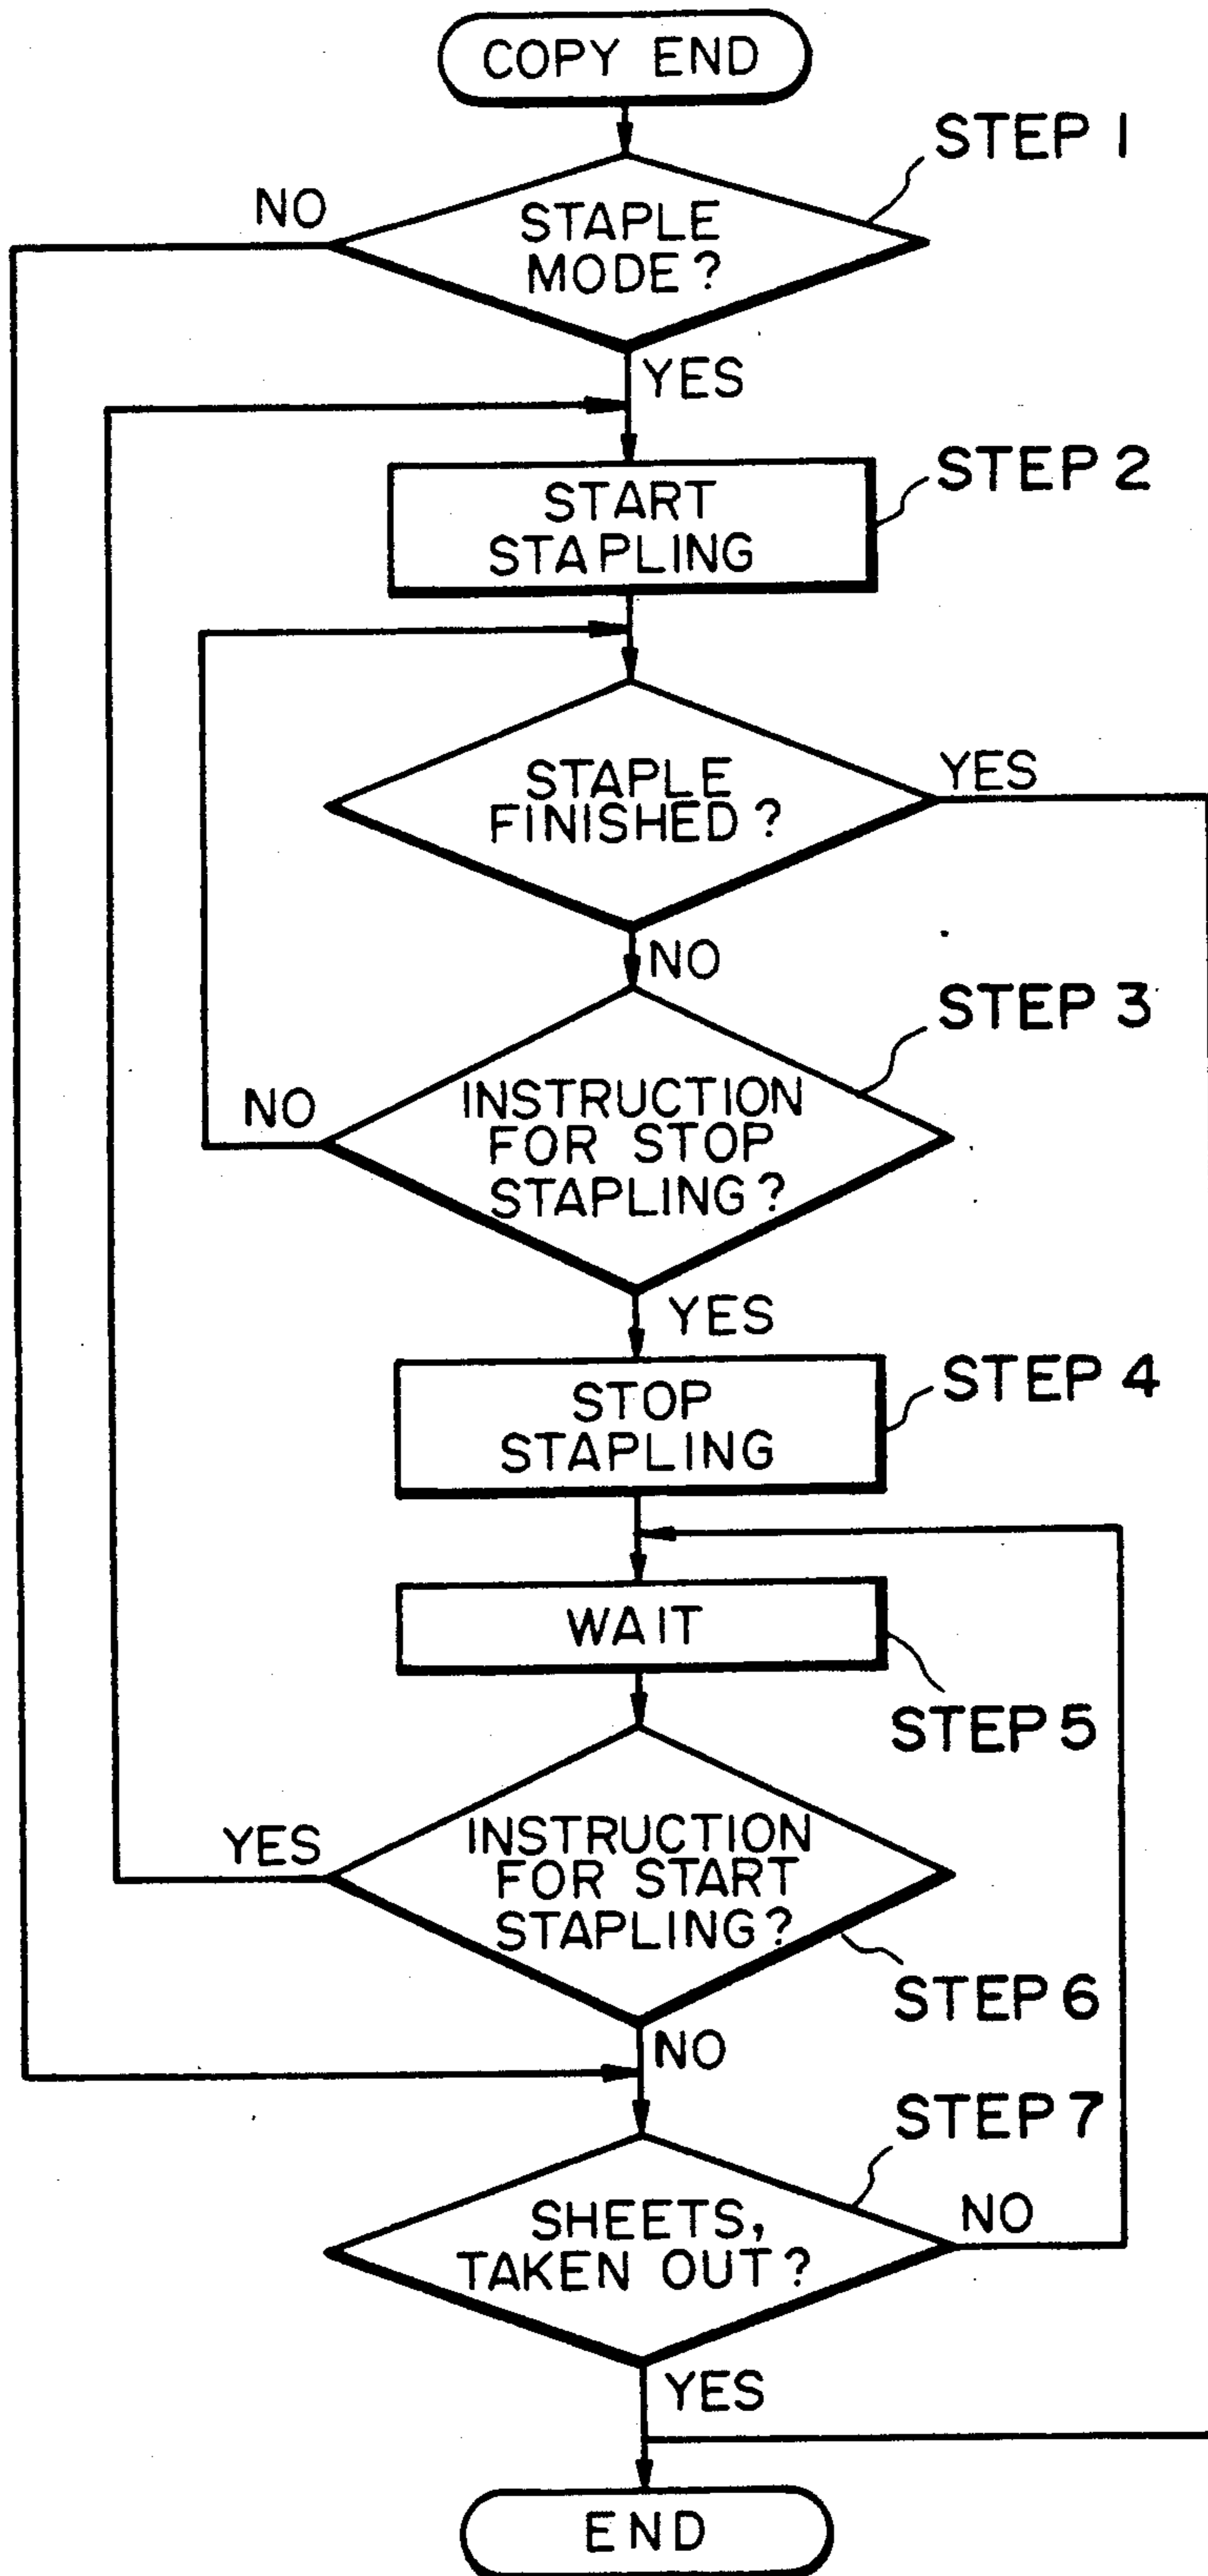 COPY END
STEP 1
NO
STAPLE
MODE?
YES
STEP 2
START
STAPLING
STAPLE
FINISHED?
YES
NO
STEP 3
NO
INSTRUCTION
FOR STOP
STAPLING?
YES
STEP 4
STOP
STAPLING
WAIT
STEP 5
YES
INSTRUCTION
FOR START
STAPLING?
STEP 6
NO
STEP 7
SHEETS,
TAKEN OUT?
NO
YES
END